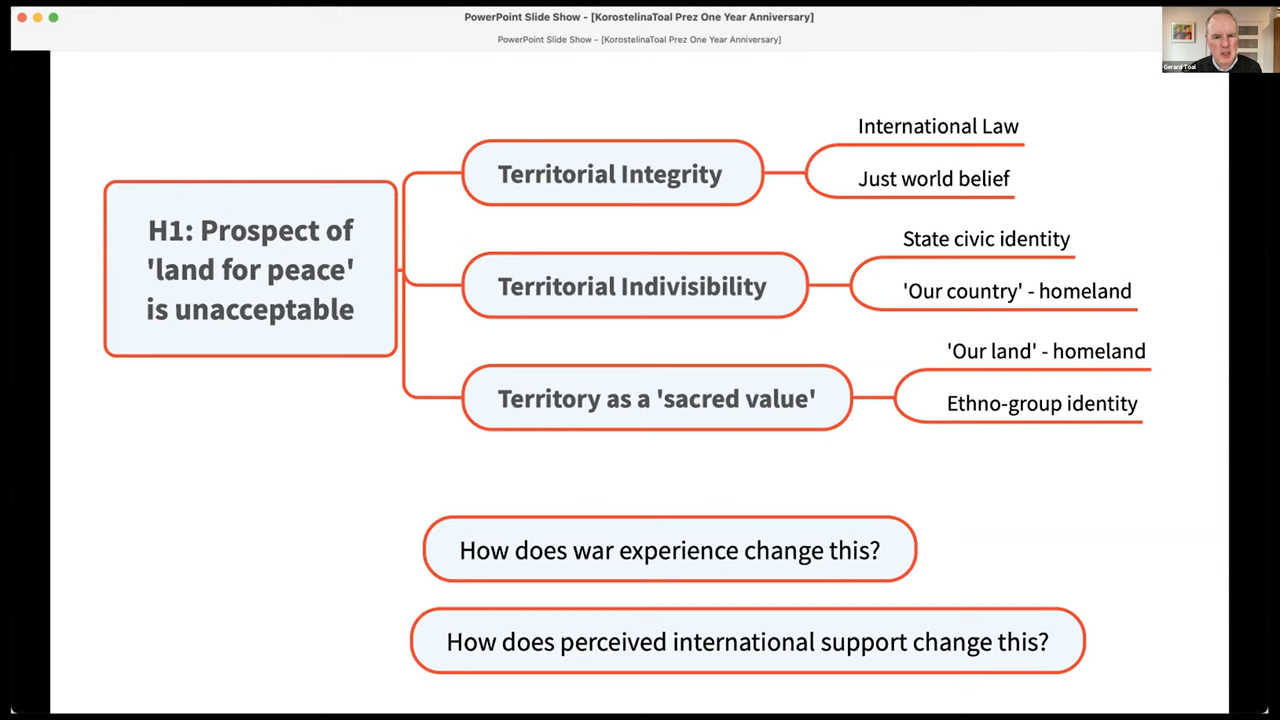 PowerPoint Slide Show - [KorostelinaToal Prez One Year Anniversary]
PowerPoint Slide Show - [KorostelinaToal Prez One Year Anniversary]
Gerard Toal
H1: Prospect of
'land for peace'
is unacceptable
Territorial Integrity
International Law
Just world belief
Territorial Indivisibility
State civic identity
'Our country' - homeland
Territory as a 'sacred value'
'Our land' - homeland
Ethno-group identity
How does war experience change this?
How does perceived international support change this?